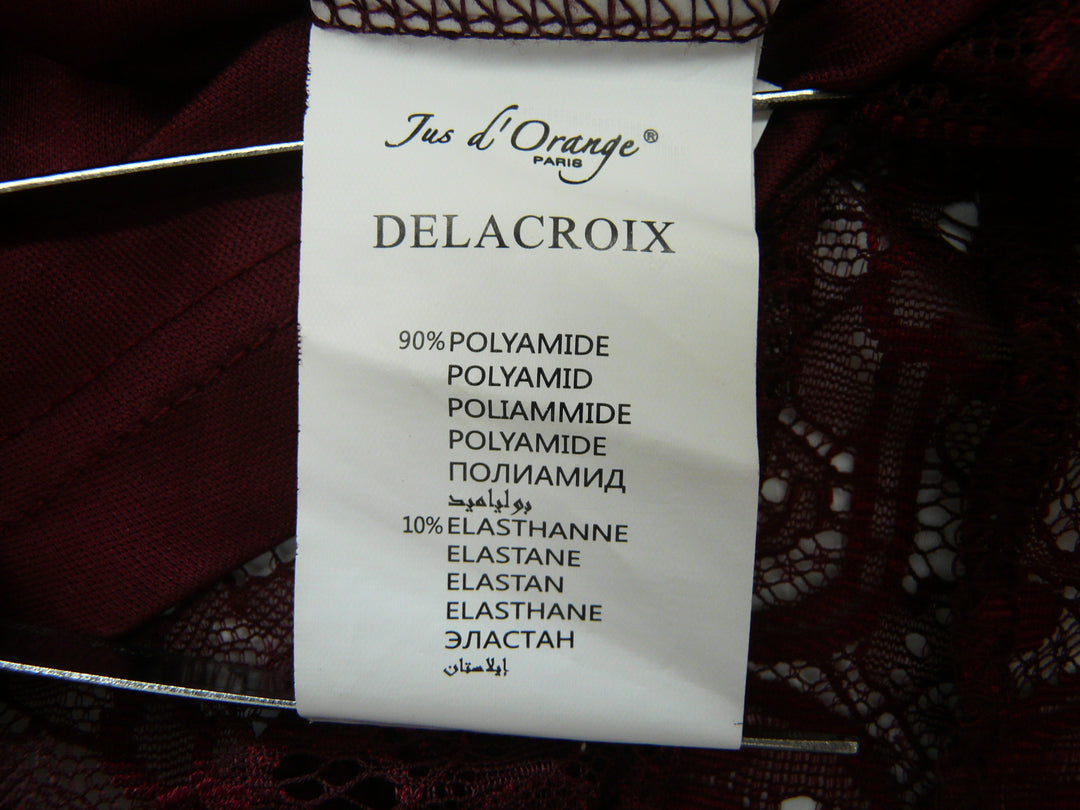 Jus d'Orange®
PARIS
DELACROIX
90% POLYAMIDE
POLYAMID
POLIAMMIDE
POLYAMIDE
ПОЛИАМИД
بولياميد
10% ELASTHANNE
ELASTANE
ELASTAN
ELASTHANE
ЭЛАСТАН
إيلاستان